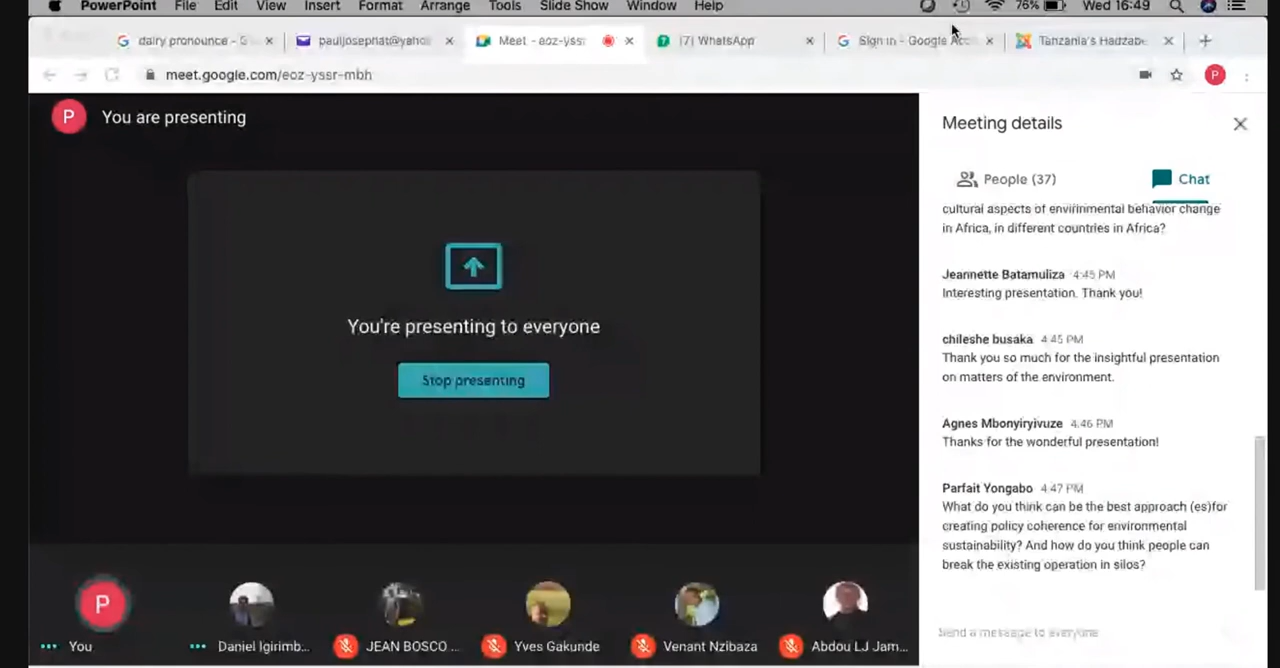 PowerPoint File Edit View Insert Format Arrange Tools Slide Show Window Help 76% Wed 16:49
dairy pronounce - G
pauljosephat@yaho
Meet - eoz-yssr
(7) WhatsApp
Sign in - Google Acc
Tanzania's Hadzabe
meet.google.com/eoz-yssr-mbh
P
P You are presenting
Meeting details
People (37) Chat
You're presenting to everyone
Stop presenting
cultural aspects of envirinmental behavior change
in Africa, in different countries in Africa?
Jeannette Batamuliza 4:45 PM
Interesting presentation. Thank you!
chileshe busaka 4:45 PM
Thank you so much for the insightful presentation
on matters of the environment.
Agnes Mbonyiryivuze 4:46 PM
Thanks for the wonderful presentation!
Parfait Yongabo 4:47 PM
What do you think can be the best approach (es)for
creating policy coherence for environmental
sustainability? And how do you think people can
break the existing operation in silos?
Send a message to everyone
P
You
Daniel Igirimb...
JEAN BOSCO ...
Yves Gakunde
Venant Nzibaza
Abdou LJ Jam...